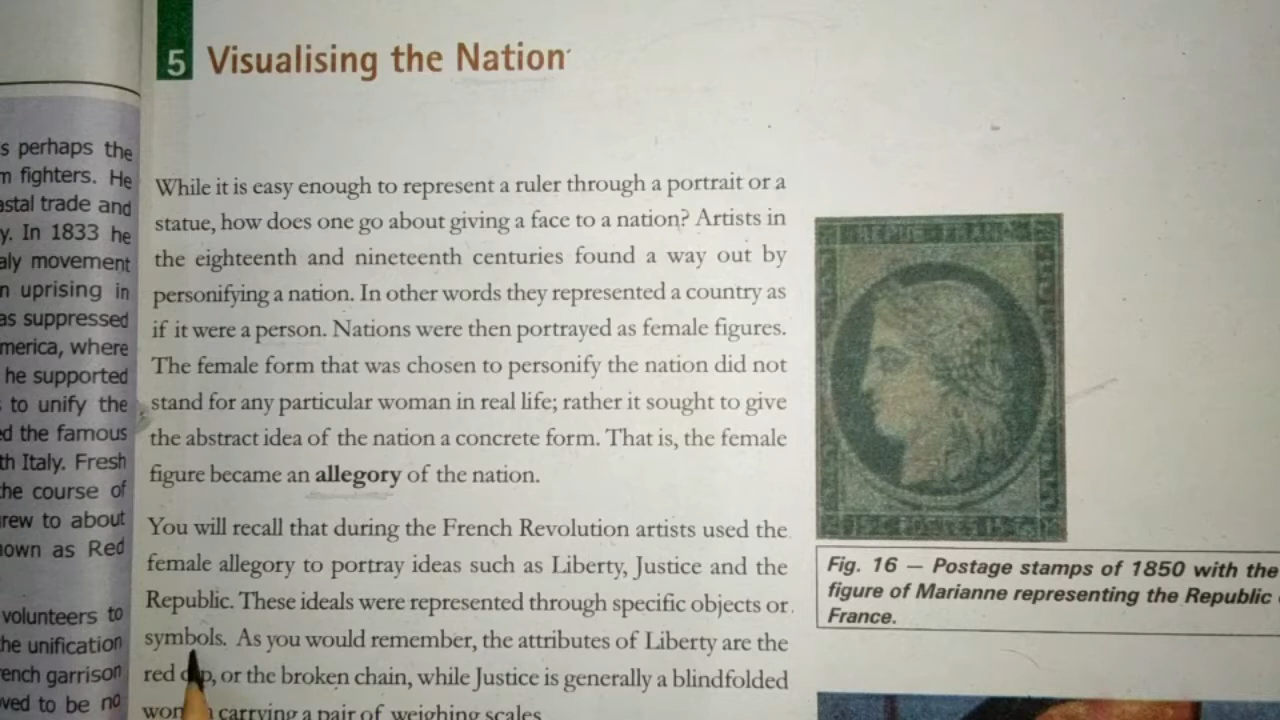 s perhaps the
m fighters. He
astal trade and
y. In 1833 he
aly movement
n uprising in
as suppressed
merica, where
he supported
to unify the
ed the famous
th Italy. Fresh
the course of
rew to about
nown as Red
volunteers to
the unification
ench garrison
ved to be no
5 Visualising the Nation
While it is easy enough to represent a ruler through a portrait or a
statue, how does one go about giving a face to a nation? Artists in
the eighteenth and nineteenth centuries found a way out by
personifying a nation. In other words they represented a country as
if it were a person. Nations were then portrayed as female figures.
The female form that was chosen to personify the nation did not
stand for any particular woman in real life; rather it sought to give
the abstract idea of the nation a concrete form. That is, the female
figure became an allegory of the nation.
You will recall that during the French Revolution artists used the
female allegory to portray ideas such as Liberty, Justice and the
Republic. These ideals were represented through specific objects or
symbols. As you would remember, the attributes of Liberty are the
red cap, or the broken chain, while Justice is generally a blindfolded
carrying a pair of weighing scales
REPUB FRANC
Fig. 16 — Postage stamps of 1850 with the
figure of Marianne representing the Republic
France.